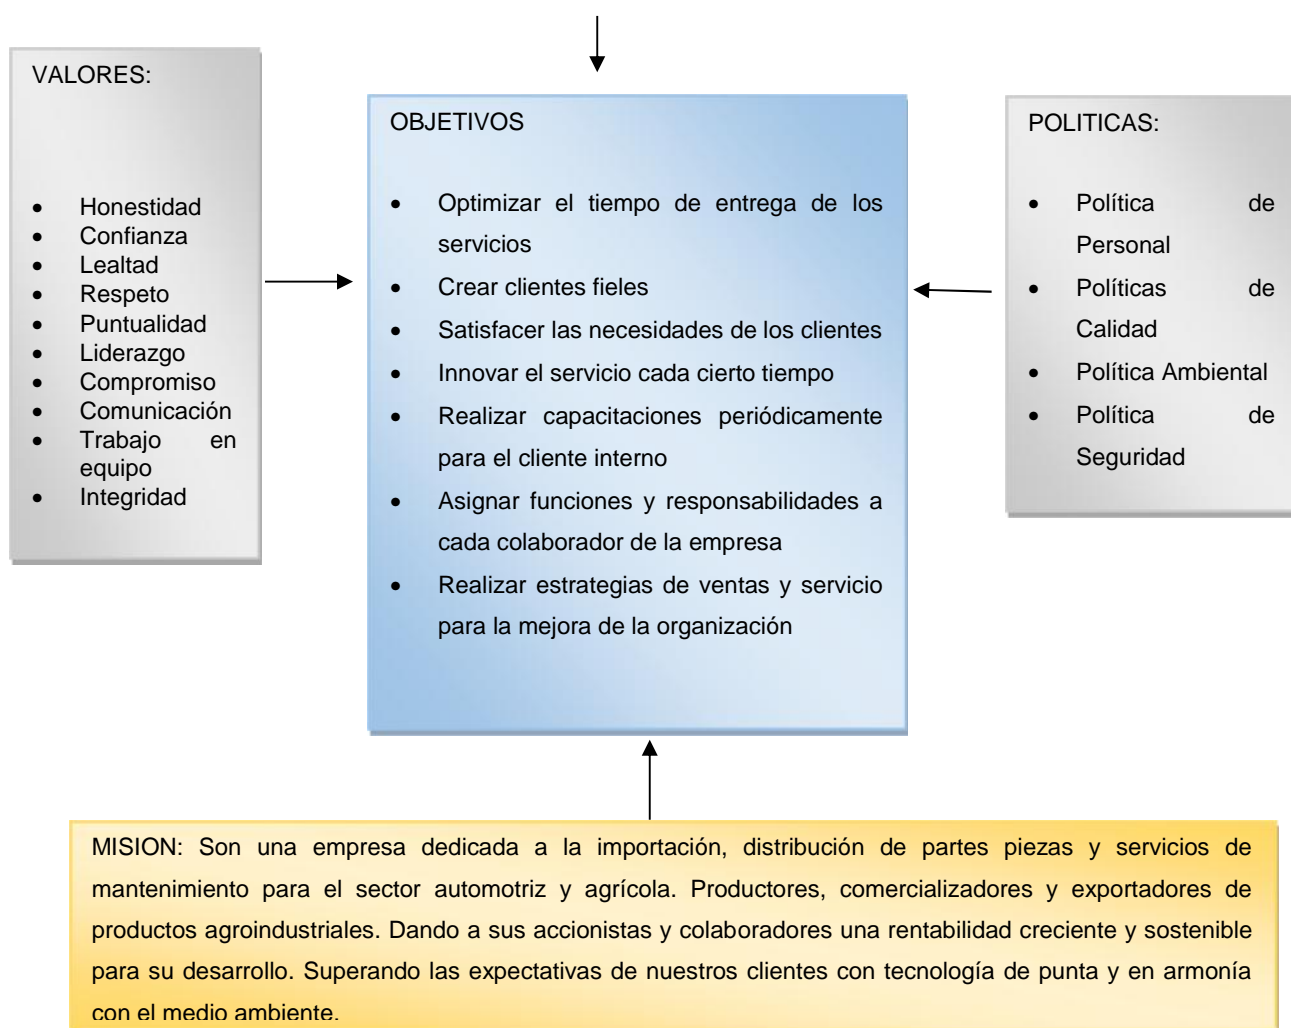 VALORES:
• Honestidad
• Confianza
• Lealtad
• Respeto
• Puntualidad
• Liderazgo
• Compromiso
• Comunicación
• Trabajo en
equipo
• Integridad
OBJETIVOS
• Optimizar el tiempo de entrega de los
servicios
• Crear clientes fieles
• Satisfacer las necesidades de los clientes
• Innovar el servicio cada cierto tiempo
• Realizar capacitaciones periódicamente
para el cliente interno
• Asignar funciones y responsabilidades a
cada colaborador de la empresa
• Realizar estrategias de ventas y servicio
para la mejora de la organización
POLITICAS:
• Política de
Personal
• Políticas de
Calidad
• Política Ambiental
• Política de
Seguridad
MISION: Son una empresa dedicada a la importación, distribución de partes piezas y servicios de
mantenimiento para el sector automotriz y agrícola. Productores, comercializadores y exportadores de
productos agroindustriales. Dando a sus accionistas y colaboradores una rentabilidad creciente y sostenible
para su desarrollo. Superando las expectativas de nuestros clientes con tecnología de punta y en armonía
con el medio ambiente.